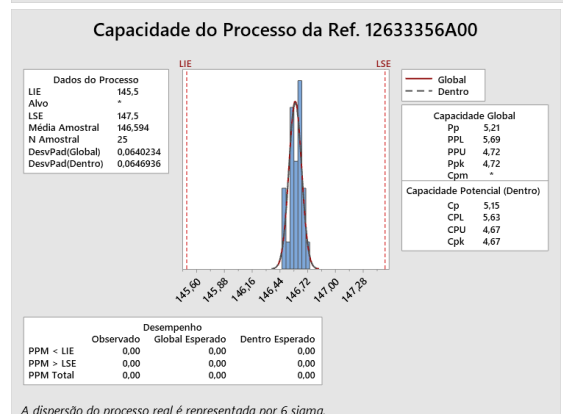 Capacidade do Processo da Ref. 12633356A00
LIE LSE
Dados do Processo
LIE 145,5
Alvo *
LSE 147,5
Média Amostral 146,594
N Amostral 25
DesvPad(Global) 0,0640234
DesvPad(Dentro) 0,0646936
Global
Dentro
Capacidade Global
Pp 5,21
PPL 5,69
PPU 4,72
Ppk 4,72
Cpm *
Capacidade Potencial (Dentro)
Cp 5,15
CPL 5,63
CPU 4,67
Cpk 4,67
145,60 145,88 146,16 146,44 146,72 147,00 147,28
Desempenho
Observado Global Esperado Dentro Esperado
PPM < LIE 0,00 0,00 0,00
PPM > LSE 0,00 0,00 0,00
PPM Total 0,00 0,00 0,00
A dispersão do processo real é representada por 6 sigma.